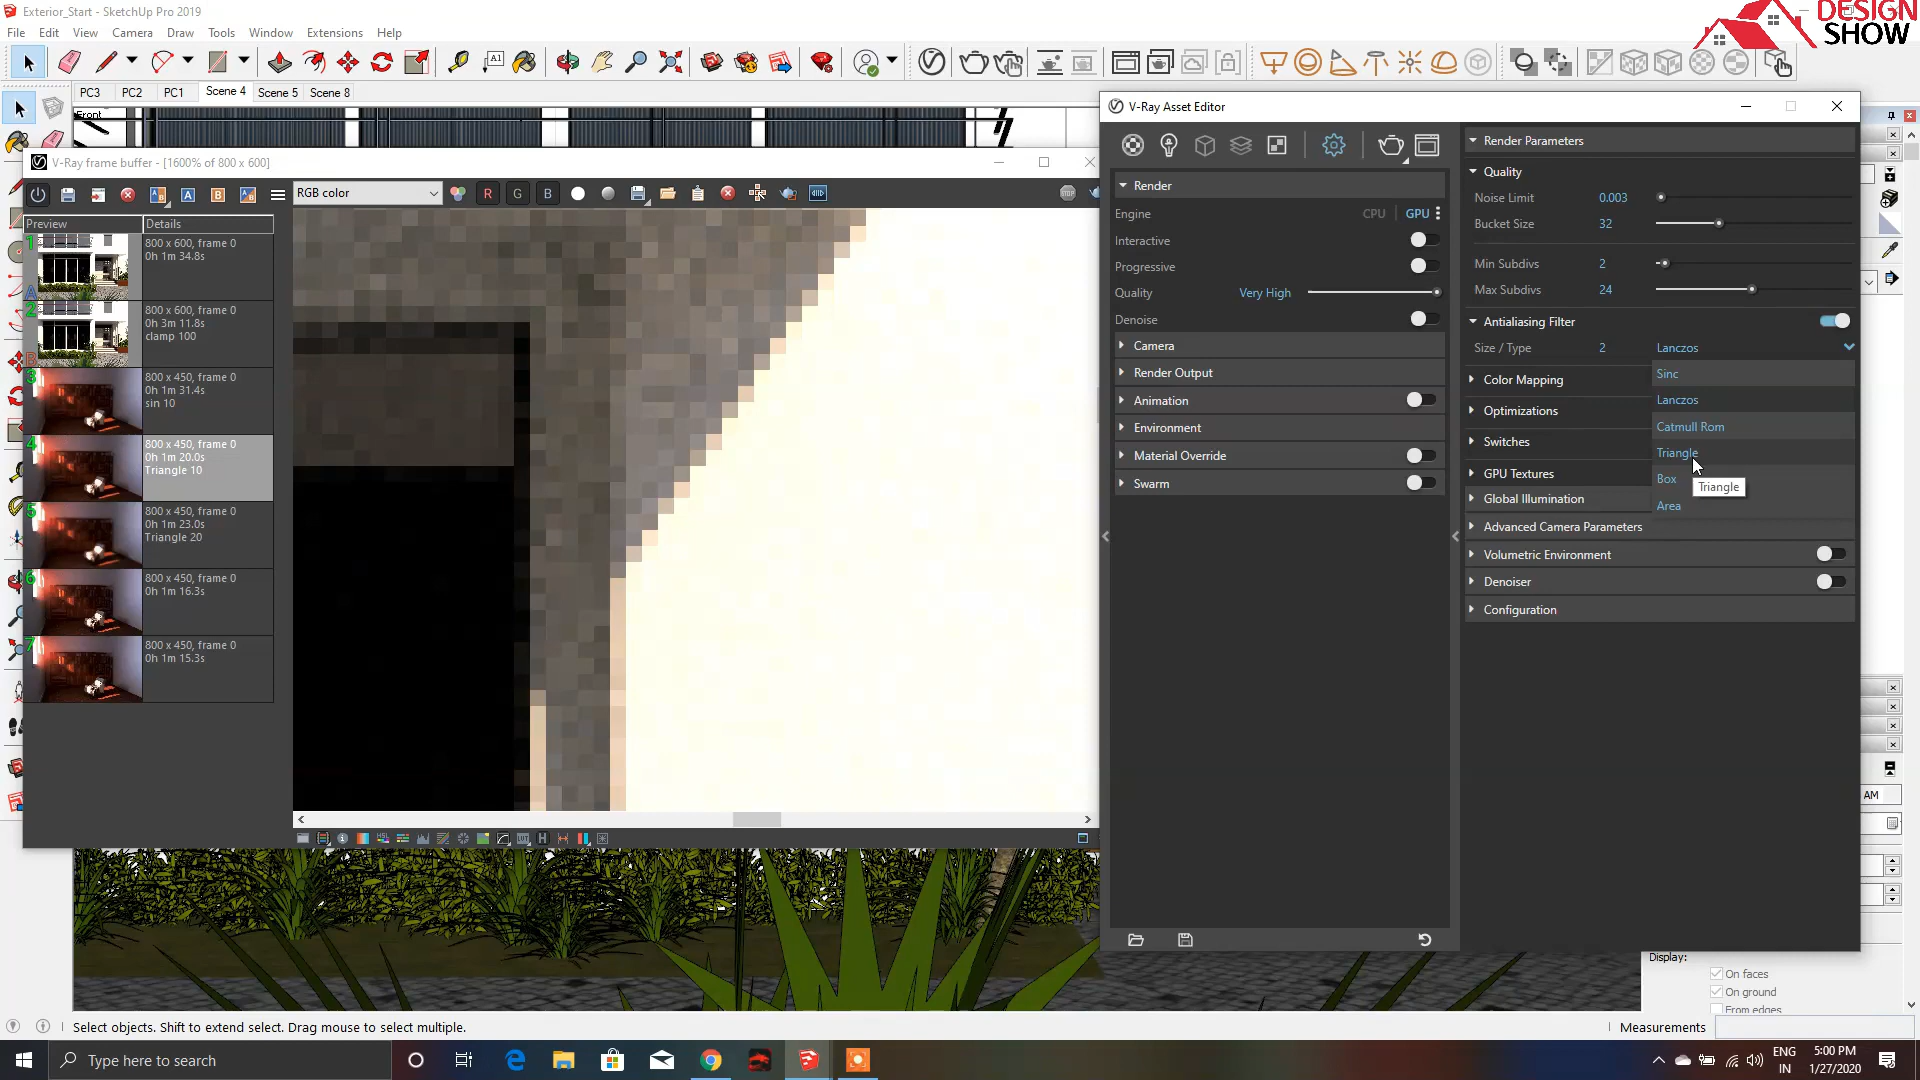 Exterior_Start - SketchUp Pro 2019
DESIGN
SHOW
File Edit View Camera Draw Tools Window Extensions Help
PC3 PC2 PC1 Scene 4 Scene 5 Scene 8
Front
V-Ray frame buffer - [1600% of 800 x 600]
RGB color
R G B
A B
Preview Details
1
800 x 600, frame 0
0h 1m 34.8s
A
2
800 x 600, frame 0
0h 3m 11.8s
clamp 100
B
3
800 x 450, frame 0
0h 1m 31.4s
sin 10
4
800 x 450, frame 0
0h 1m 20.0s
Triangle 10
5
800 x 450, frame 0
0h 1m 23.0s
Triangle 20
6
800 x 450, frame 0
0h 1m 16.3s
7
800 x 450, frame 0
0h 1m 15.3s
V-Ray Asset Editor
Render
Engine CPU GPU
Interactive
Progressive
Quality Very High
Denoise
Camera
Render Output
Animation
Environment
Material Override
Swarm
Render Parameters
Quality
Noise Limit 0.003
Bucket Size 32
Min Subdivs 2
Max Subdivs 24
Antialiasing Filter
Size / Type 2 Lanczos
Sinc
Lanczos
Catmull Rom
Triangle
Box
Area
Triangle
Color Mapping
Optimizations
Switches
GPU Textures
Global Illumination
Advanced Camera Parameters
Volumetric Environment
Denoiser
Configuration
AM
Display:
On faces
On ground
From edges
Select objects. Shift to extend select. Drag mouse to select multiple.
Measurements
Type here to search
ENG
IN
5:00 PM
1/27/2020